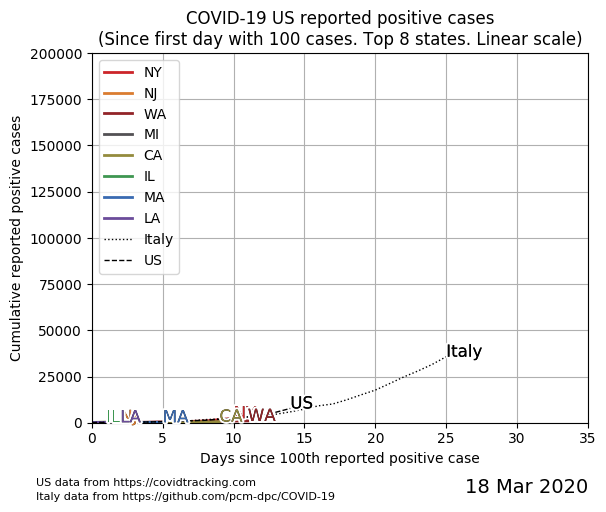 COVID-19 US reported positive cases
(Since first day with 100 cases. Top 8 states. Linear scale)
Cumulative reported positive cases
200000
175000
150000
125000
100000
75000
50000
25000
0
NY
NJ
WA
MI
CA
IL
MA
LA
Italy
US
Italy
US
IL
LA
MA
CA
WA
0 5 10 15 20 25 30 35
Days since 100th reported positive case
US data from https://covidtracking.com
Italy data from https://github.com/pcm-dpc/COVID-19
18 Mar 2020